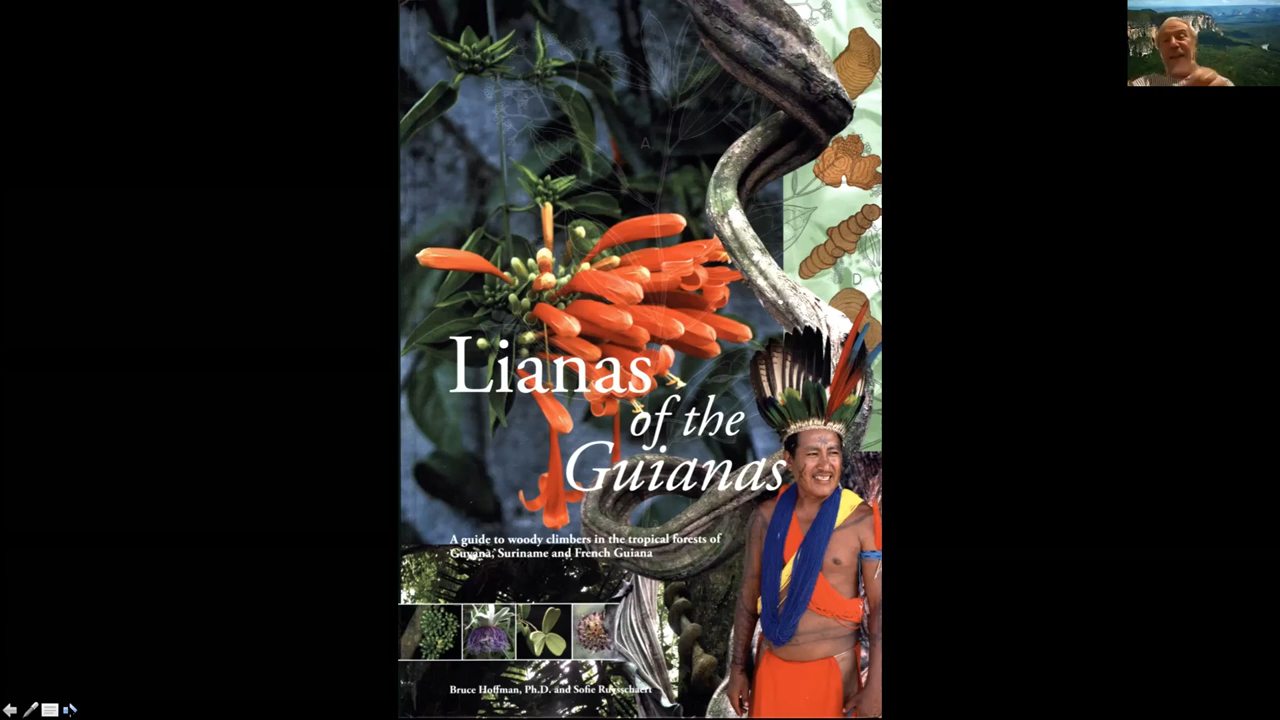 Lianas
of the
Guianas
A guide to woody climbers in the tropical forests of
Guyana, Suriname and French Guiana
Bruce Hoffman, Ph.D. and Sofie Ruysschaert
A
D